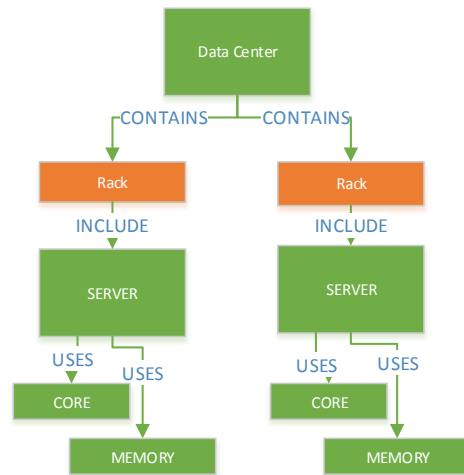 Data Center
CONTAINS CONTAINS
Rack Rack
INCLUDE INCLUDE
SERVER SERVER
USES USES
USES USES
CORE CORE
MEMORY MEMORY